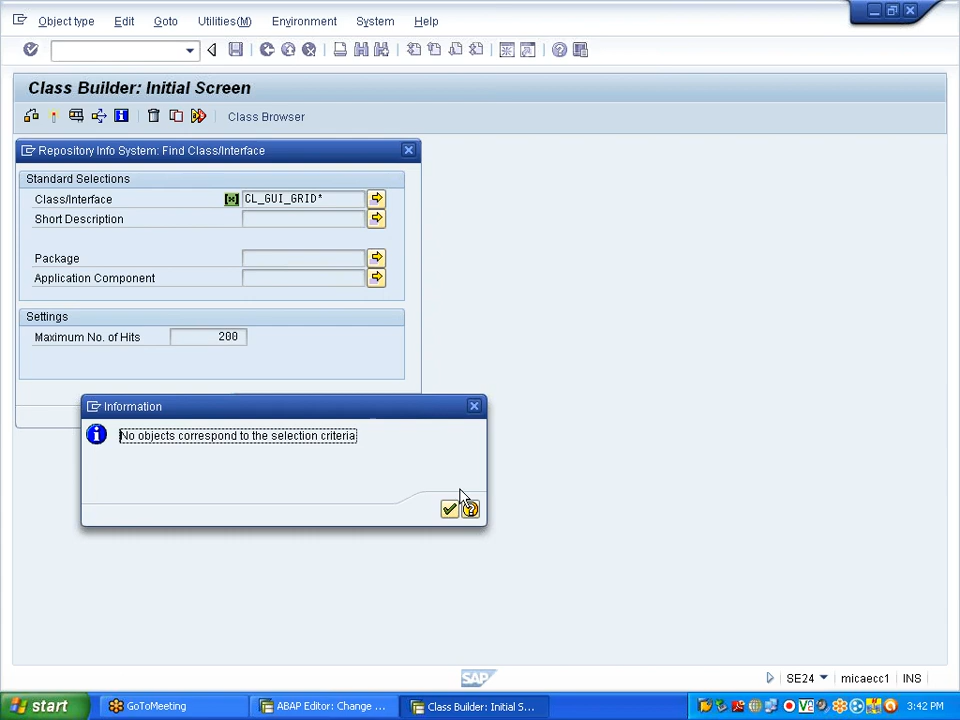 Object type Edit Goto Utilities(M) Environment System Help
Class Builder: Initial Screen
Class Browser
Repository Info System: Find Class/Interface
Standard Selections
Class/Interface CL_GUI_GRID*
Short Description
Package
Application Component
Settings
Maximum No. of Hits 200
Information
No objects correspond to the selection criteria
SAP SE24 micaecc1 INS
start GoToMeeting ABAP Editor: Change ... Class Builder: Initial S... 3:42 PM